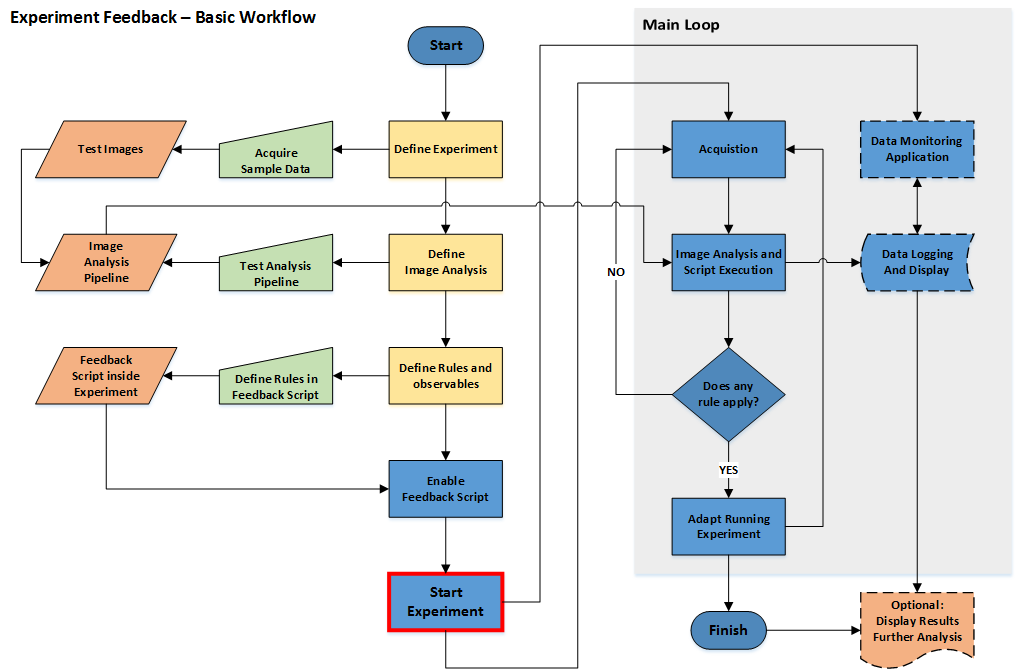 Experiment Feedback – Basic Workflow
Main Loop
Start
Test Images
Acquire
Sample Data
Define Experiment
Acquistion
Data Monitoring
Application
Image
Analysis
Pipeline
Test Analysis
Pipeline
Define
Image Analysis
NO
Image Analysis and
Script Execution
Data Logging
And Display
Feedback
Script inside
Experiment
Define Rules in
Feedback Script
Define Rules and
observables
Does any
rule apply?
YES
Enable
Feedback Script
Adapt Running
Experiment
Start
Experiment
Finish
Optional:
Display Results
Further Analysis